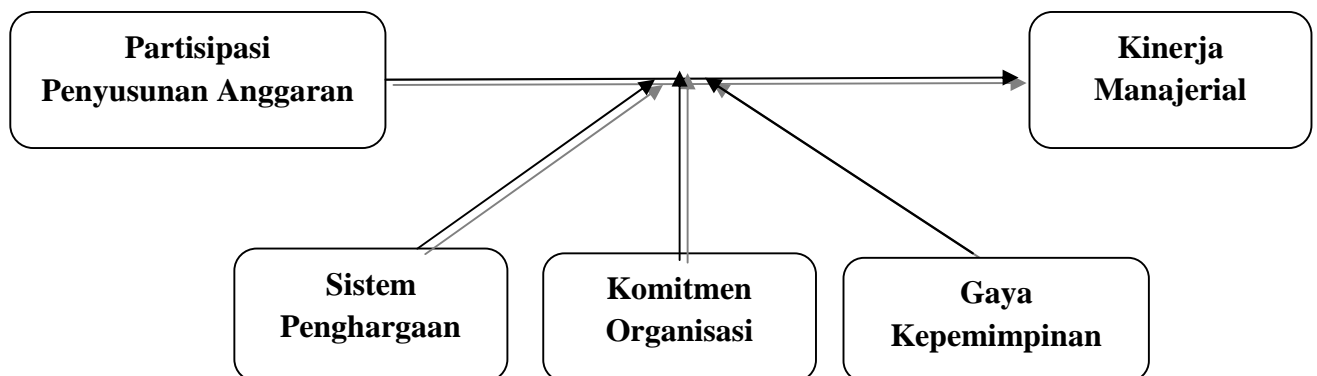 Partisipasi
Penyusunan Anggaran
Kinerja
Manajerial
Sistem
Penghargaan
Komitmen
Organisasi
Gaya
Kepemimpinan